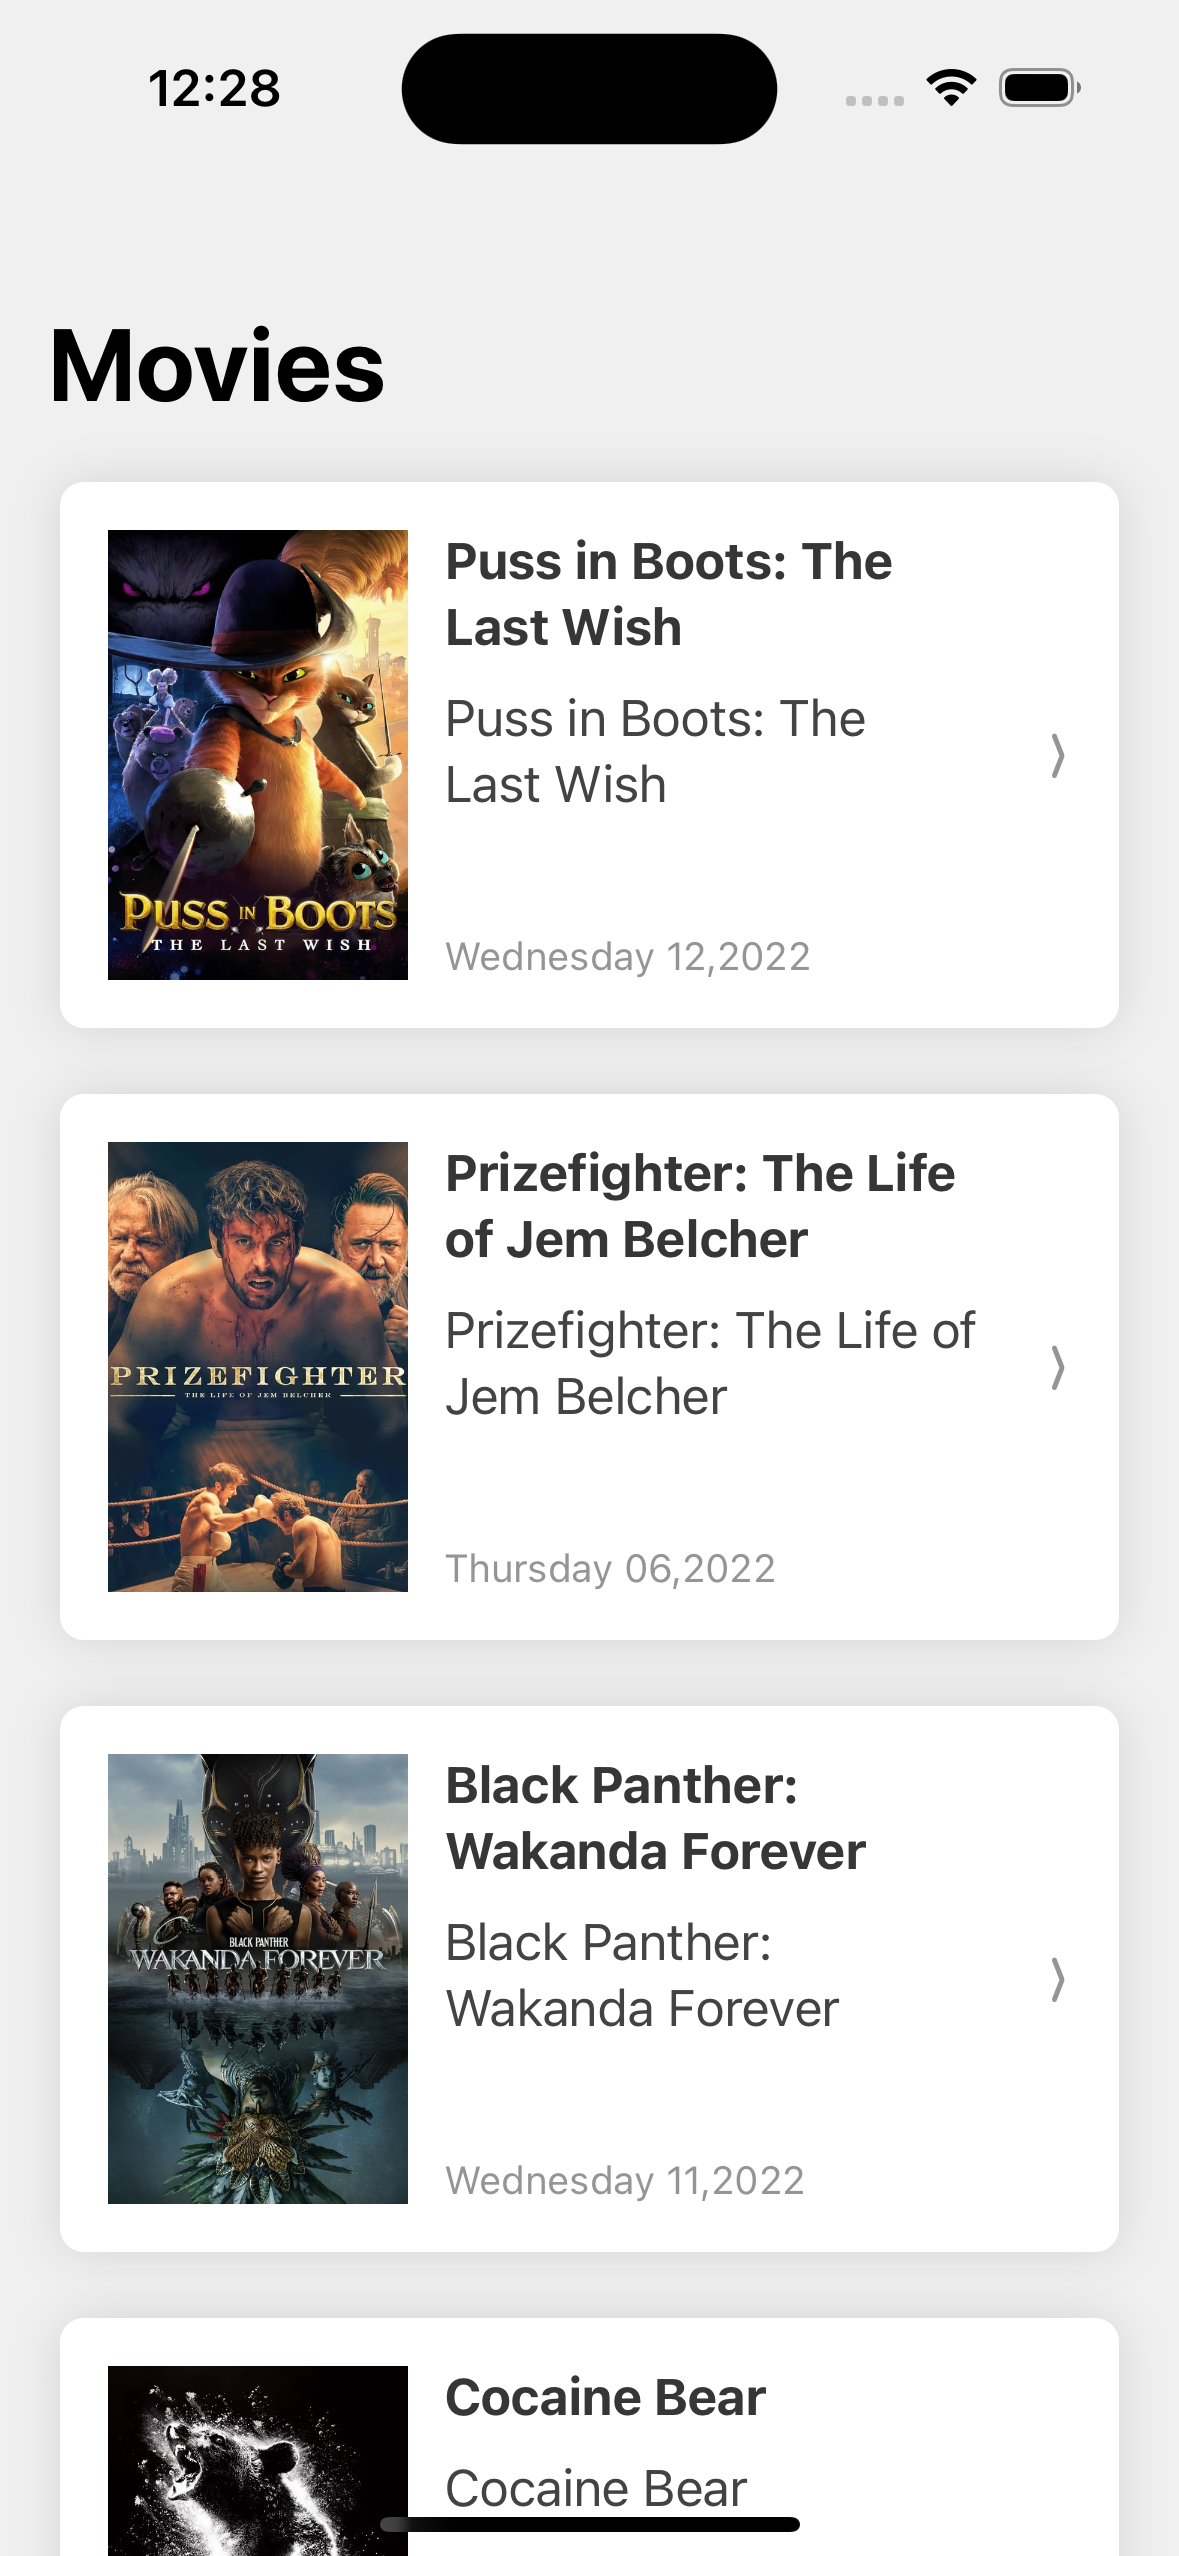 12:28
Movies
Puss in Boots: The
Last Wish
Puss in Boots: The
Last Wish
Wednesday 12,2022
PUSS IN BOOTS
THE LAST WISH
Prizefighter: The Life
of Jem Belcher
Prizefighter: The Life of
Jem Belcher
Thursday 06,2022
PRIZEFIGHTER
THE LIFE OF JEM BELCHER
Black Panther:
Wakanda Forever
Black Panther:
Wakanda Forever
Wednesday 11,2022
BLACK PANTHER
WAKANDA FOREVER
Cocaine Bear
Cocaine Bear